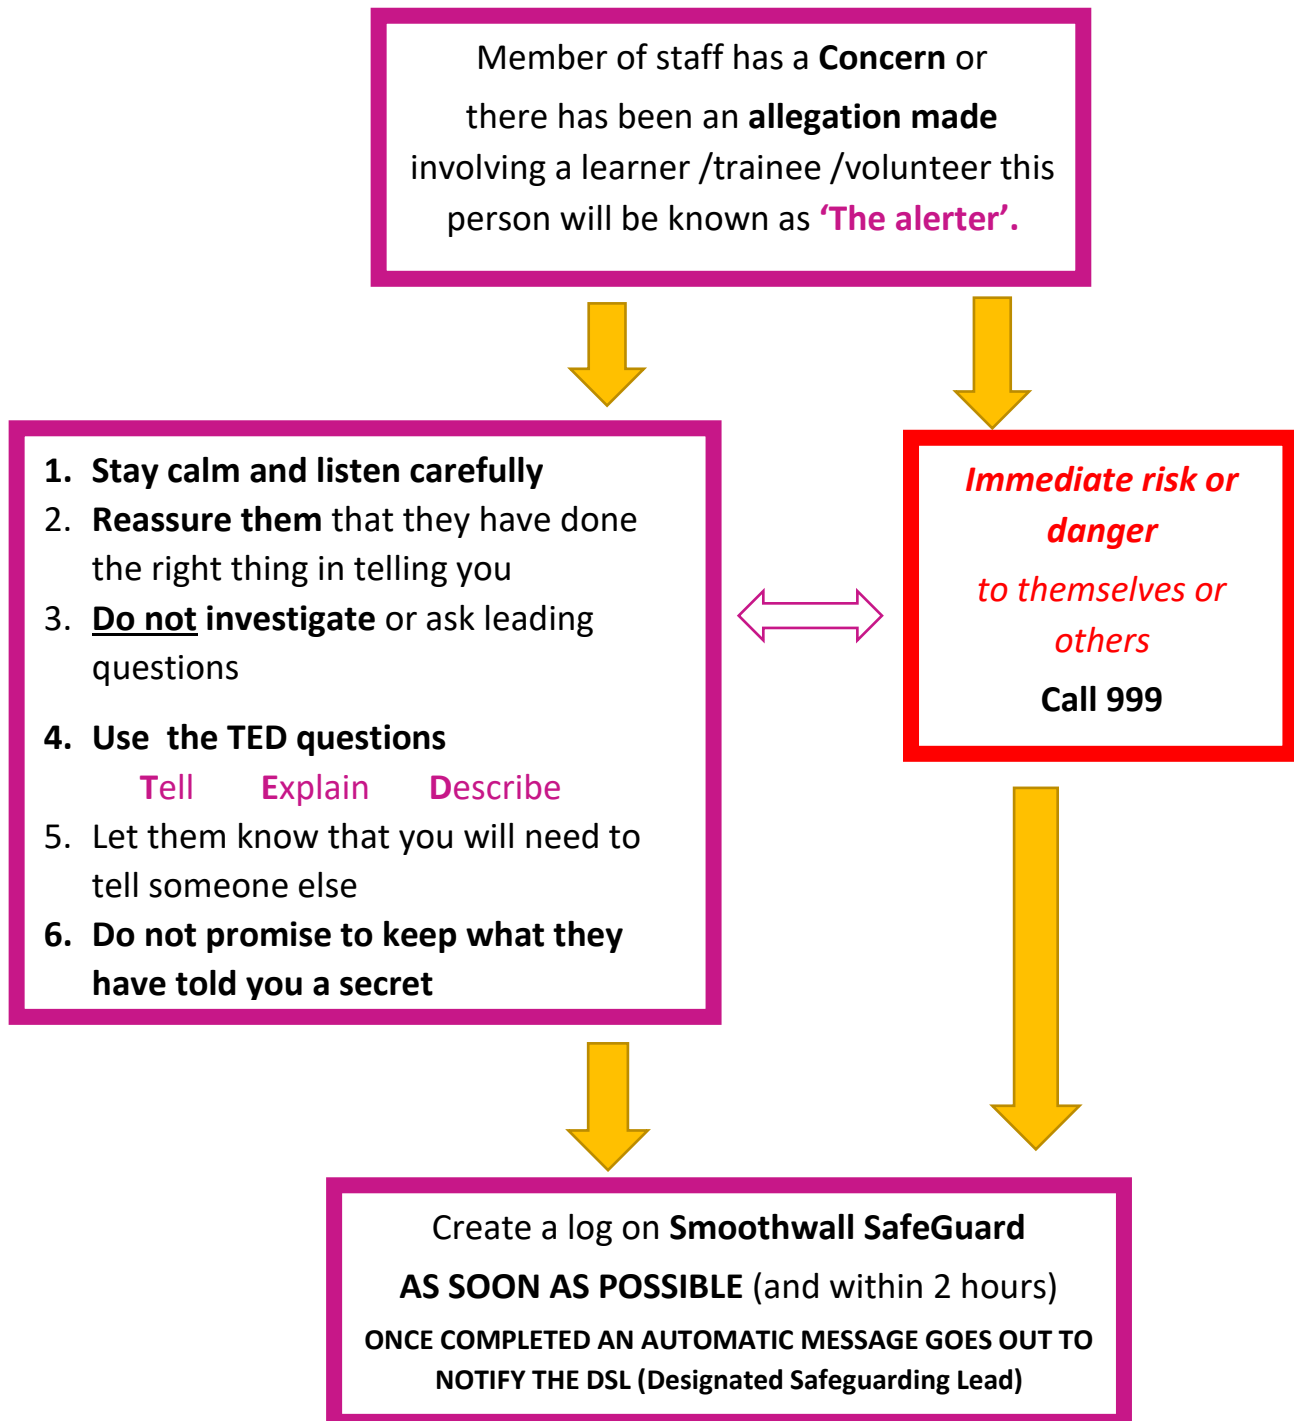 Member of staff has a Concern or
there has been an allegation made
involving a learner /trainee /volunteer this
person will be known as ‘The alerter’.
1. Stay calm and listen carefully
2. Reassure them that they have done
the right thing in telling you
3. Do not investigate or ask leading
questions
4. Use  the TED questions
Tell Explain Describe
5. Let them know that you will need to
tell someone else
6. Do not promise to keep what they
have told you a secret
Immediate risk or
danger
to themselves or
others
Call 999
Create a log on Smoothwall SafeGuard
AS SOON AS POSSIBLE (and within 2 hours)
ONCE COMPLETED AN AUTOMATIC MESSAGE GOES OUT TO
NOTIFY THE DSL (Designated Safeguarding Lead)